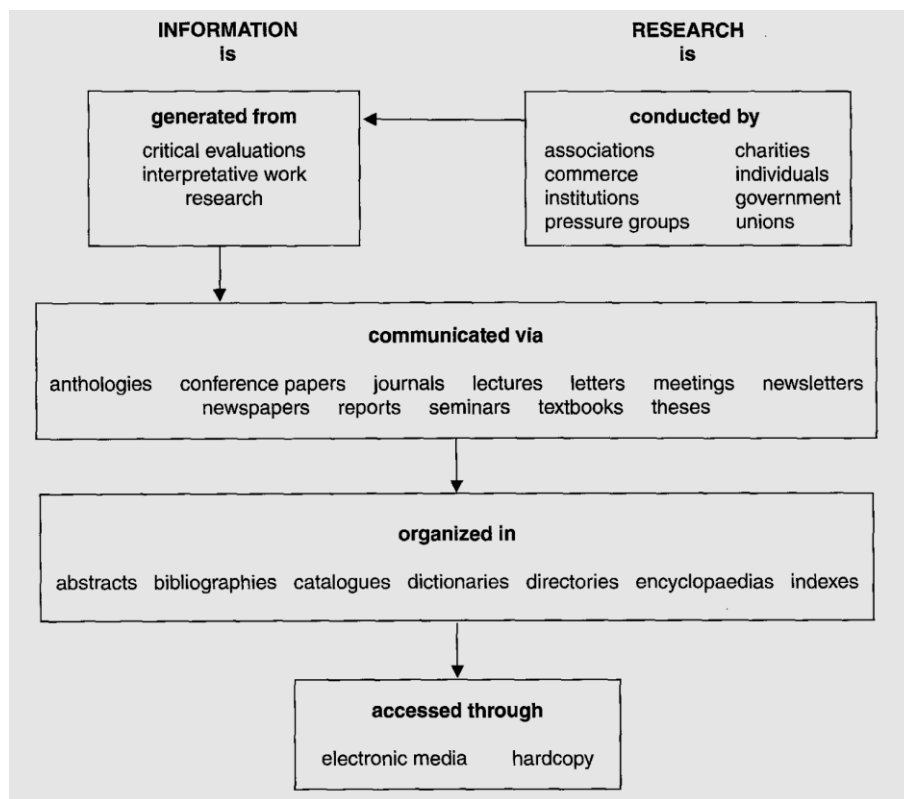 INFORMATION
is
RESEARCH
is
generated from
critical evaluations
interpretative work
research
conducted by
associations charities
commerce individuals
institutions government
pressure groups unions
communicated via
anthologies conference papers journals lectures letters meetings newsletters
newspapers reports seminars textbooks theses
organized in
abstracts bibliographies catalogues dictionaries directories encyclopaedias indexes
accessed through
electronic media hardcopy